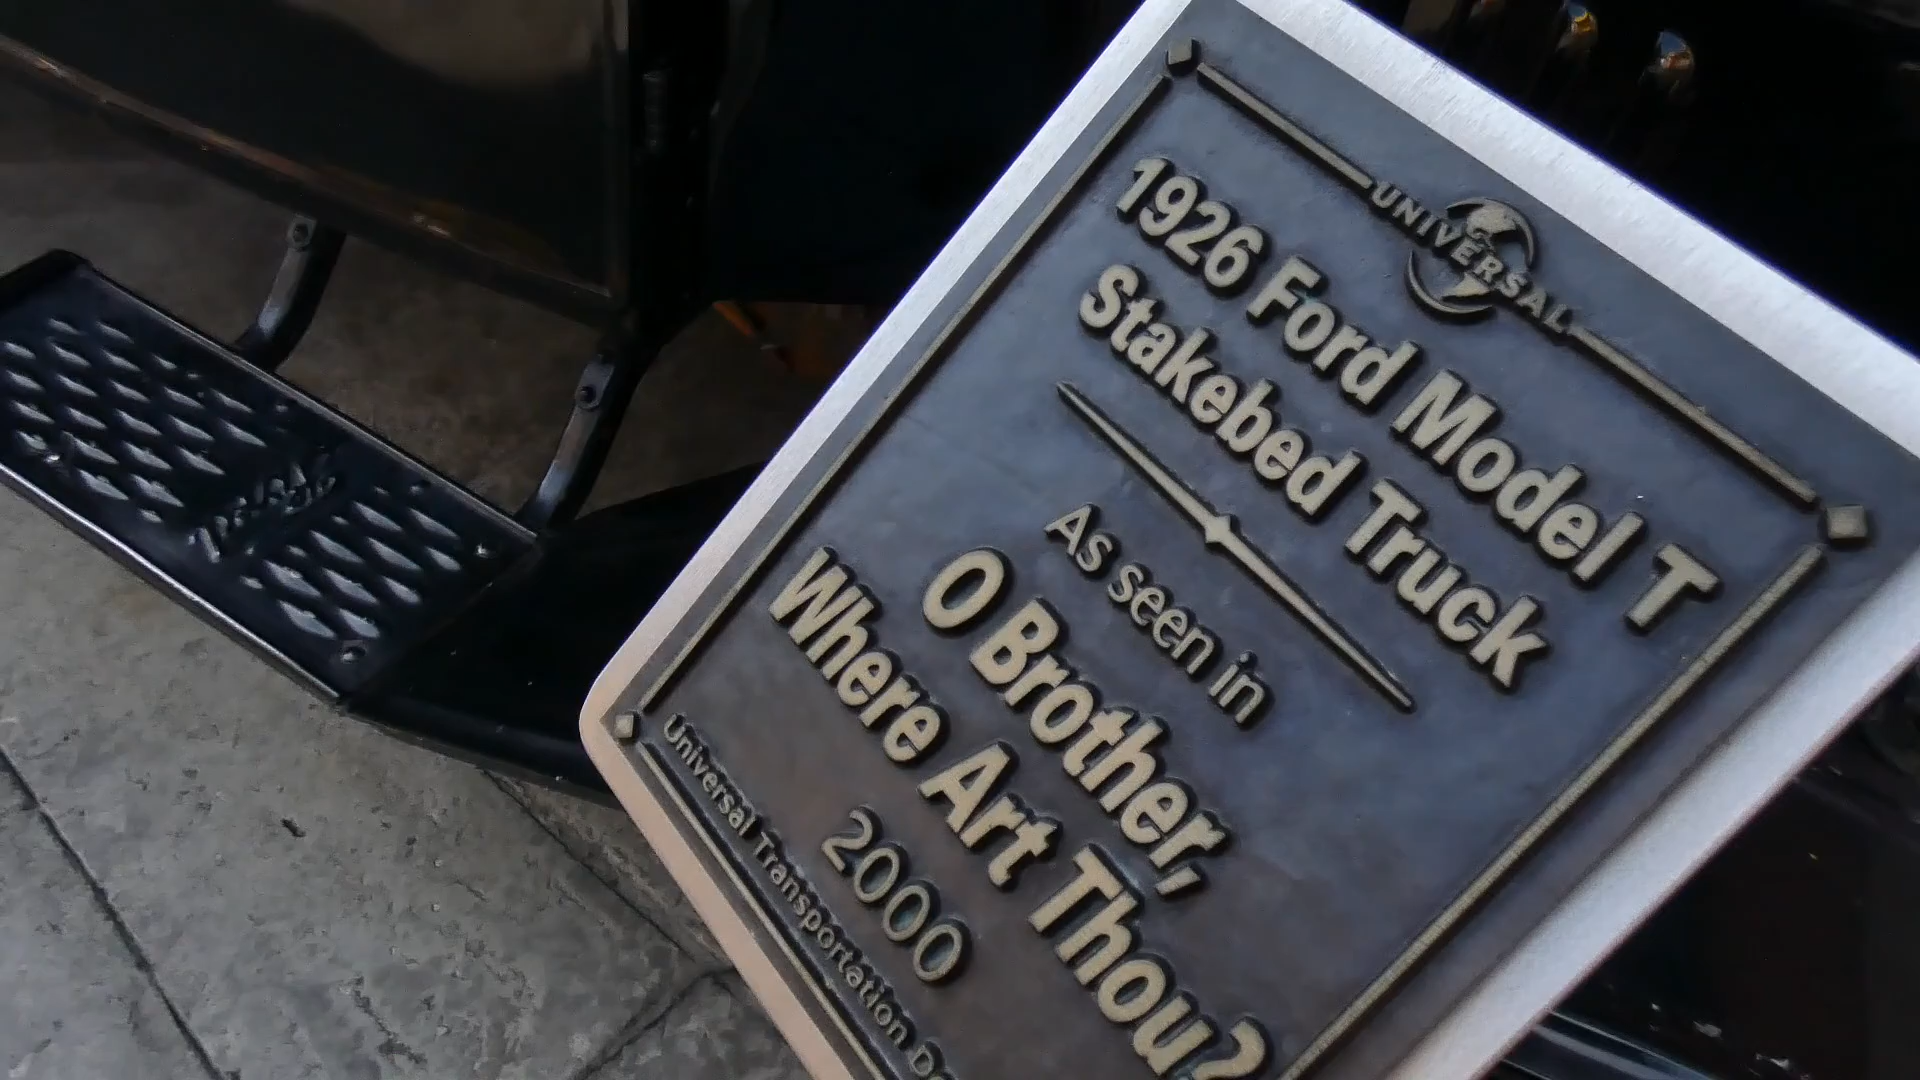 UNIVERSAL
1926 Ford Model T
Stakebed Truck
As seen in
O Brother,
Where Art Thou?
2000
Universal Transportation